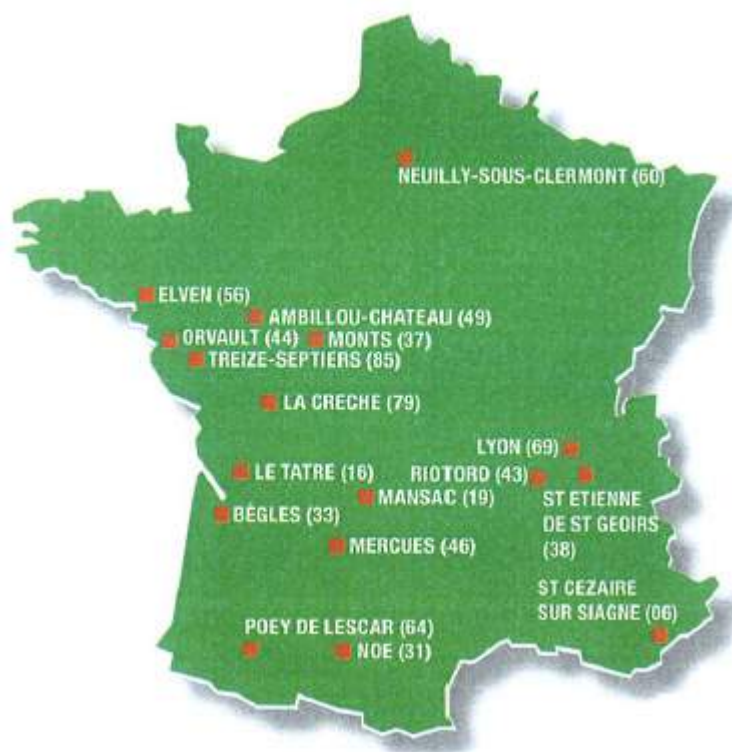 NEUILLY-SOUS-CLERMONT (60)
ELVEN (56)
AMBILLOU-CHATEAU (49)
ORVAULT (44)
MONTS (37)
TREIZE-SEPTIERS (85)
LA CRECHE (79)
LYON (69)
LE TATRE (16)
RIOTORD (43)
MANSAC (19)
ST ETIENNE
DE ST GEOIRS
(38)
BÈGLES (33)
MERCUES (46)
ST CEZAIRE
SUR SIAGNE (06)
POEY DE LESCAR (64)
NOE (31)